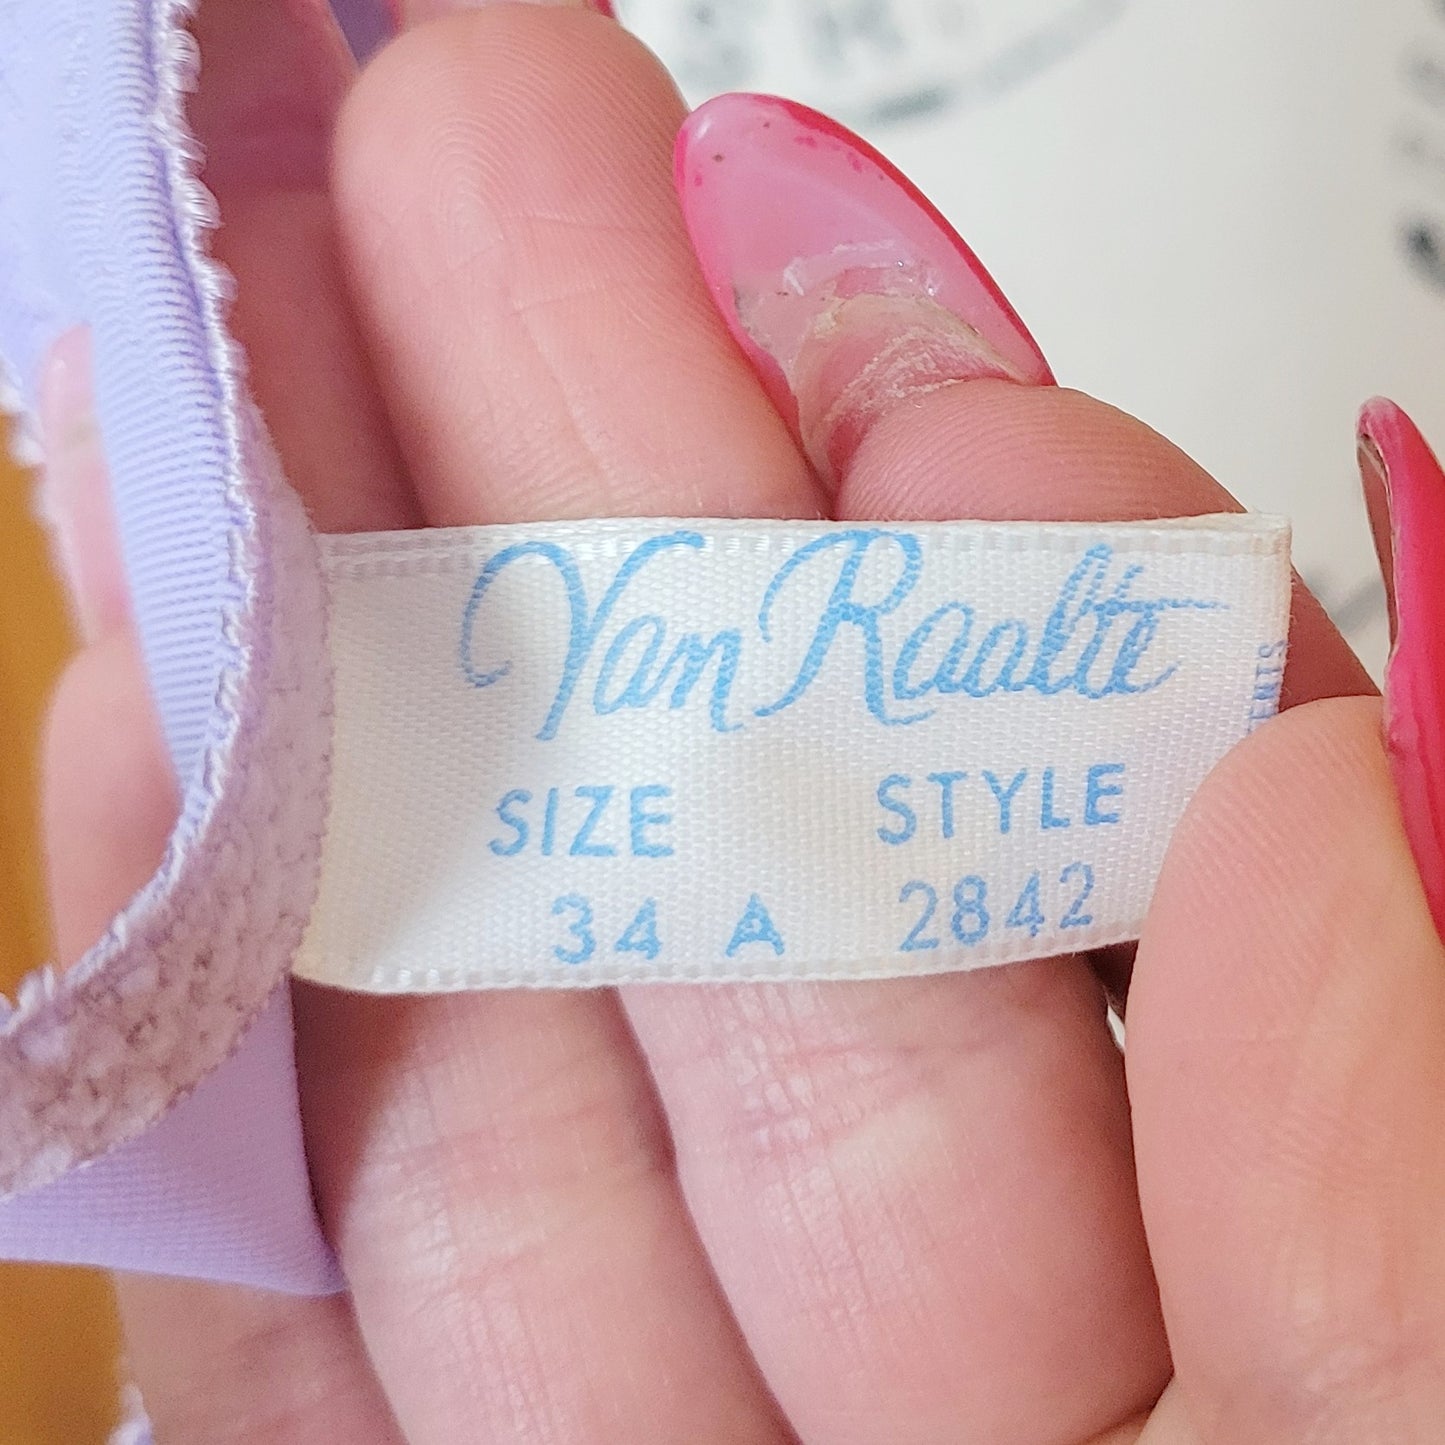 Van Raalte
SIZE STYLE
34 A 2842